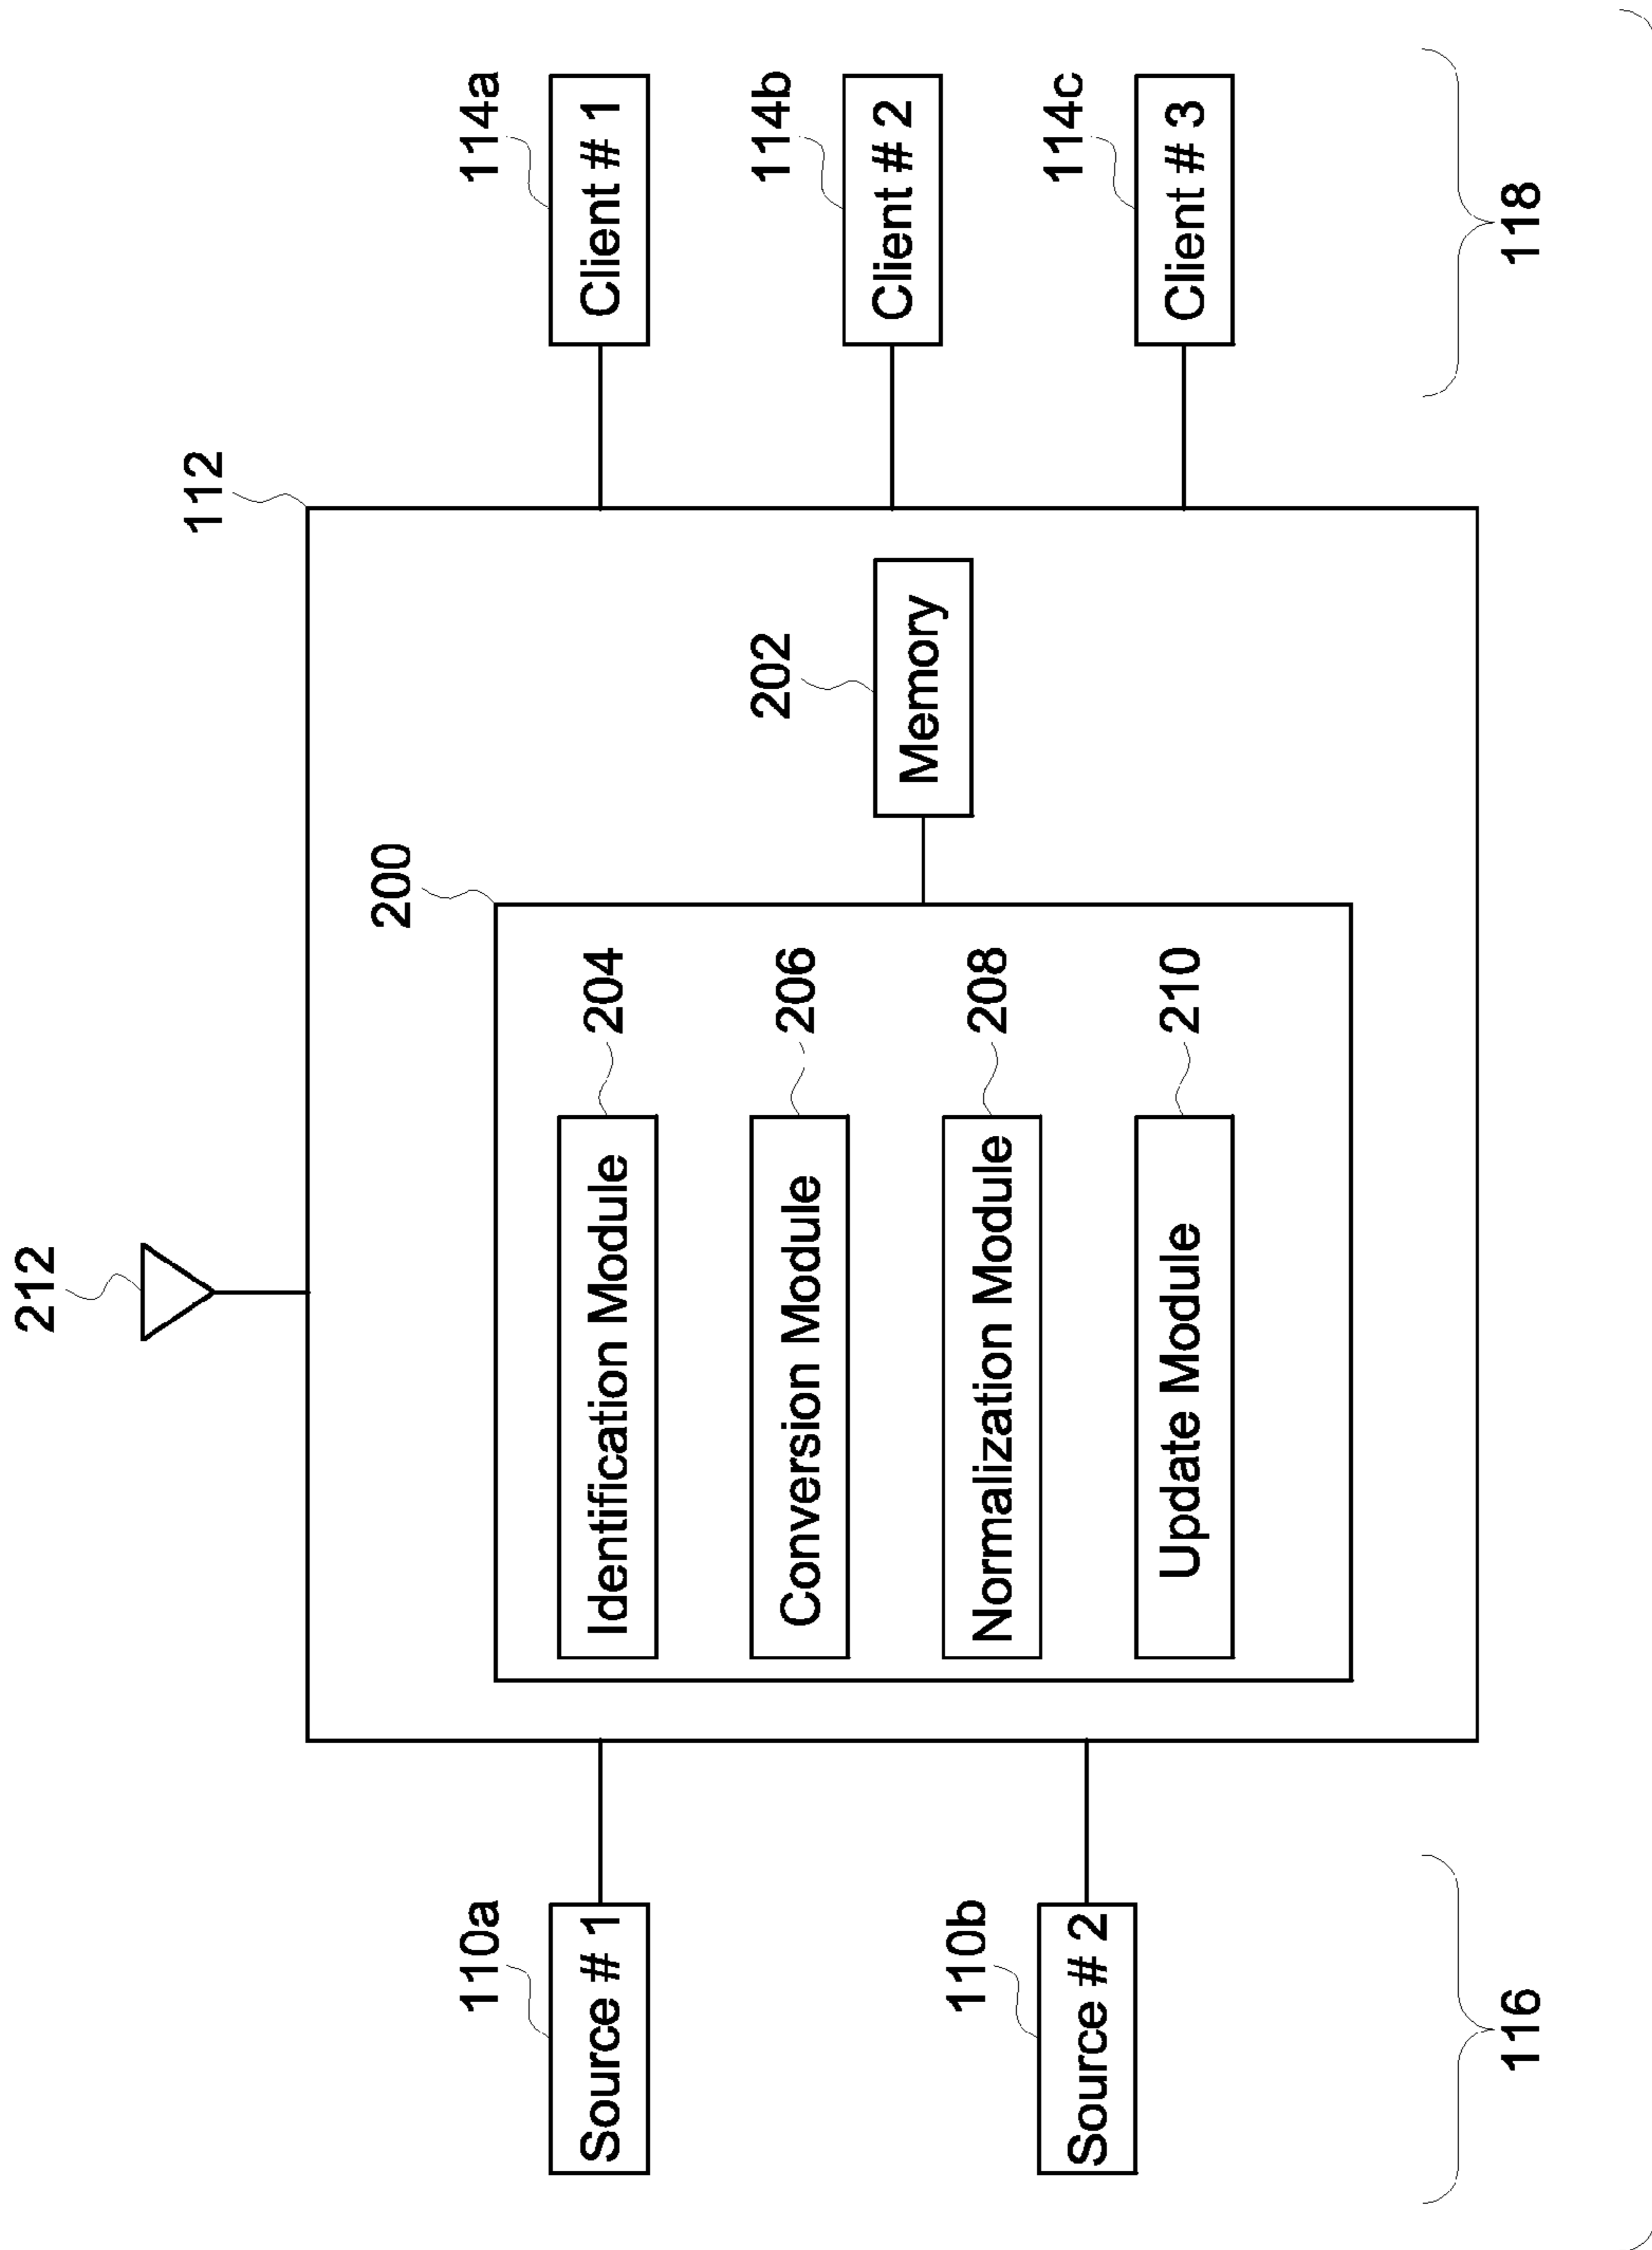 212
112
200
110a
Source # 1
110b
Source # 2
116
Identification Module
204
Conversion Module
206
Normalization Module
208
Update Module
210
202
Memory
114a
Client # 1
114b
Client # 2
114c
Client # 3
118